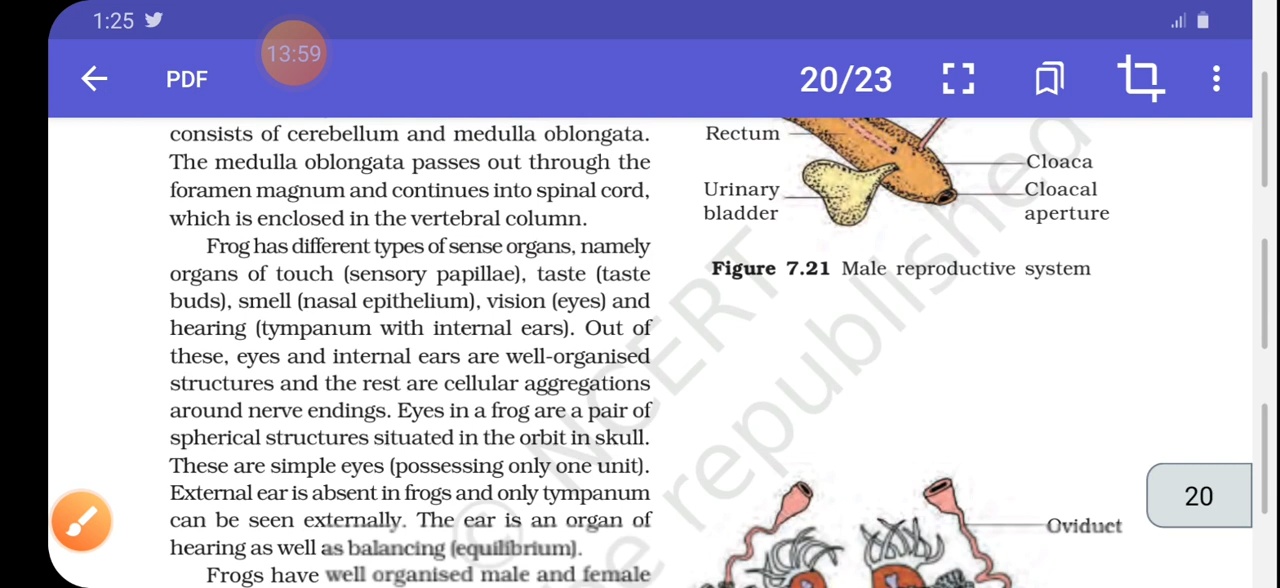 1:25
13:59
PDF
20/23
consists of cerebellum and medulla oblongata.
The medulla oblongata passes out through the
foramen magnum and continues into spinal cord,
which is enclosed in the vertebral column.
Frog has different types of sense organs, namely
organs of touch (sensory papillae), taste (taste
buds), smell (nasal epithelium), vision (eyes) and
hearing (tympanum with internal ears). Out of
these, eyes and internal ears are well-organised
structures and the rest are cellular aggregations
around nerve endings. Eyes in a frog are a pair of
spherical structures situated in the orbit in skull.
These are simple eyes (possessing only one unit).
External ear is absent in frogs and only tympanum
can be seen externally. The ear is an organ of
hearing as well as balancing (equilibrium).
Frogs have well organised male and female
Rectum
Cloaca
Urinary
bladder
Cloacal
aperture
Figure 7.21 Male reproductive system
Oviduct
20
© NCERT
be republished